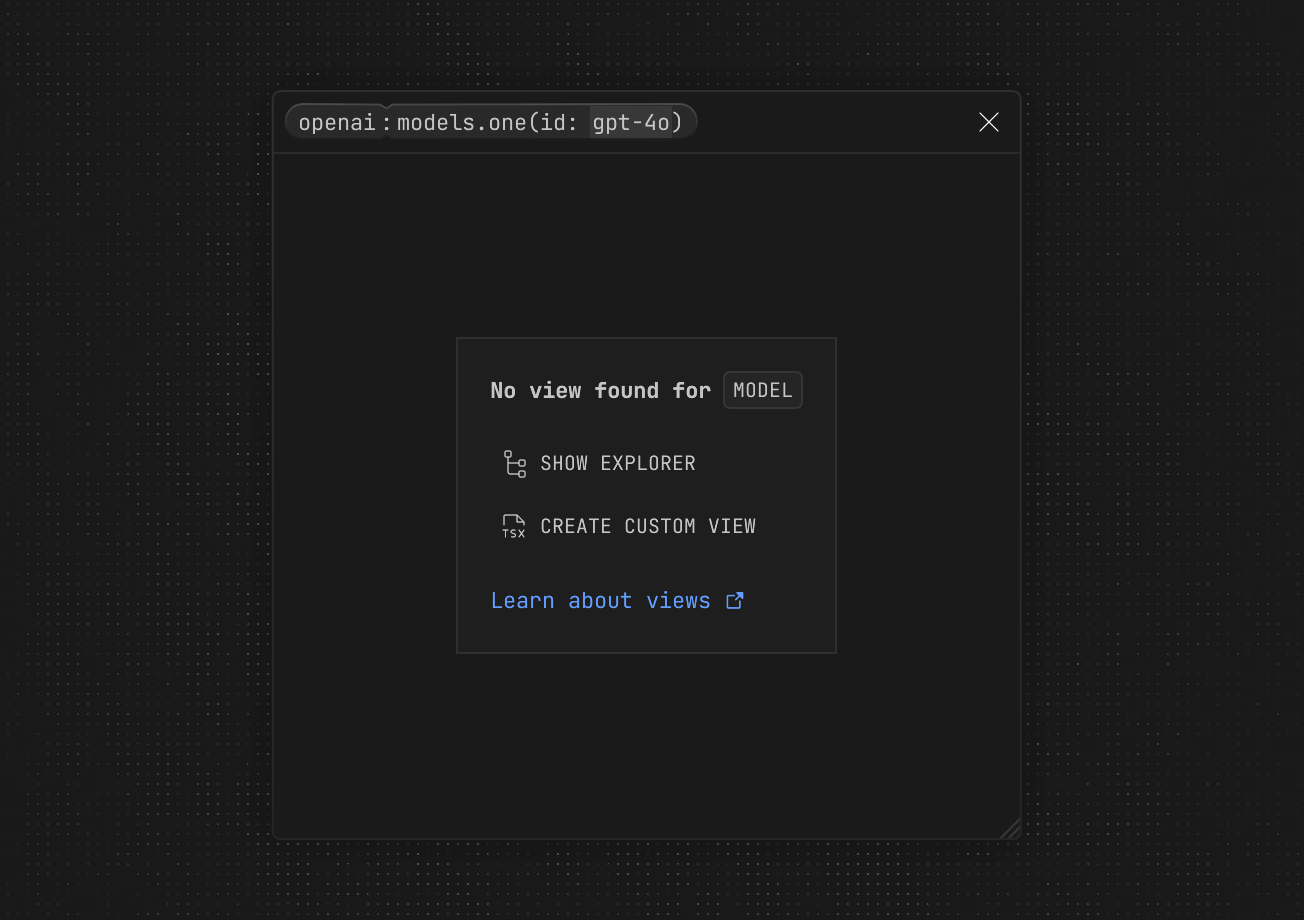 openai:models.one(id: gpt-4o)
No view found for MODEL
SHOW EXPLORER
TSX CREATE CUSTOM VIEW
Learn about views